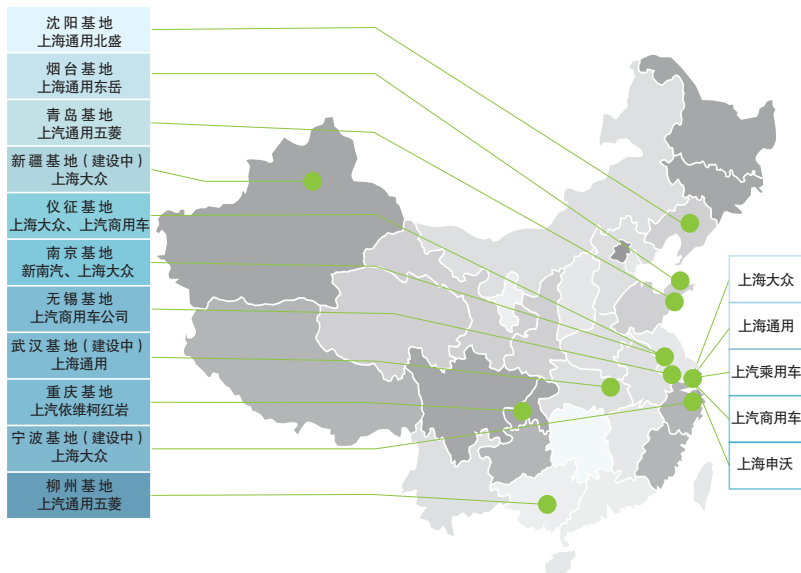 沈阳基地
上海通用北盛
烟台基地
上海通用东岳
青岛基地
上汽通用五菱
新疆基地（建设中）
上海大众
仪征基地
上海大众、上汽商用车
南京基地
新南汽、上海大众
无锡基地
上汽商用车公司
武汉基地（建设中）
上海通用
重庆基地
上汽依维柯红岩
宁波基地（建设中）
上海大众
柳州基地
上汽通用五菱
上海大众
上海通用
上汽乘用车
上汽商用车
上海申沃